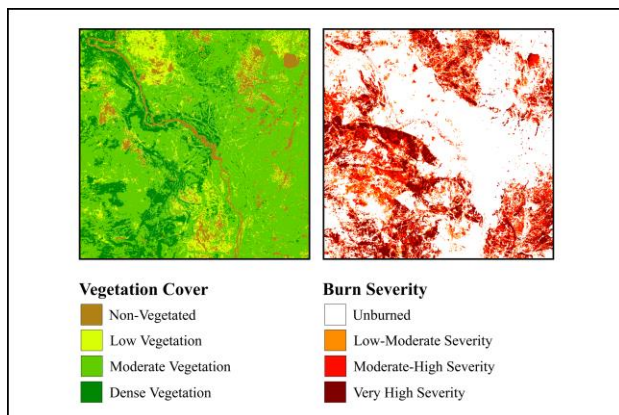 Vegetation Cover
Non-Vegetated
Low Vegetation
Moderate Vegetation
Dense Vegetation
Burn Severity
Unburned
Low-Moderate Severity
Moderate-High Severity
Very High Severity